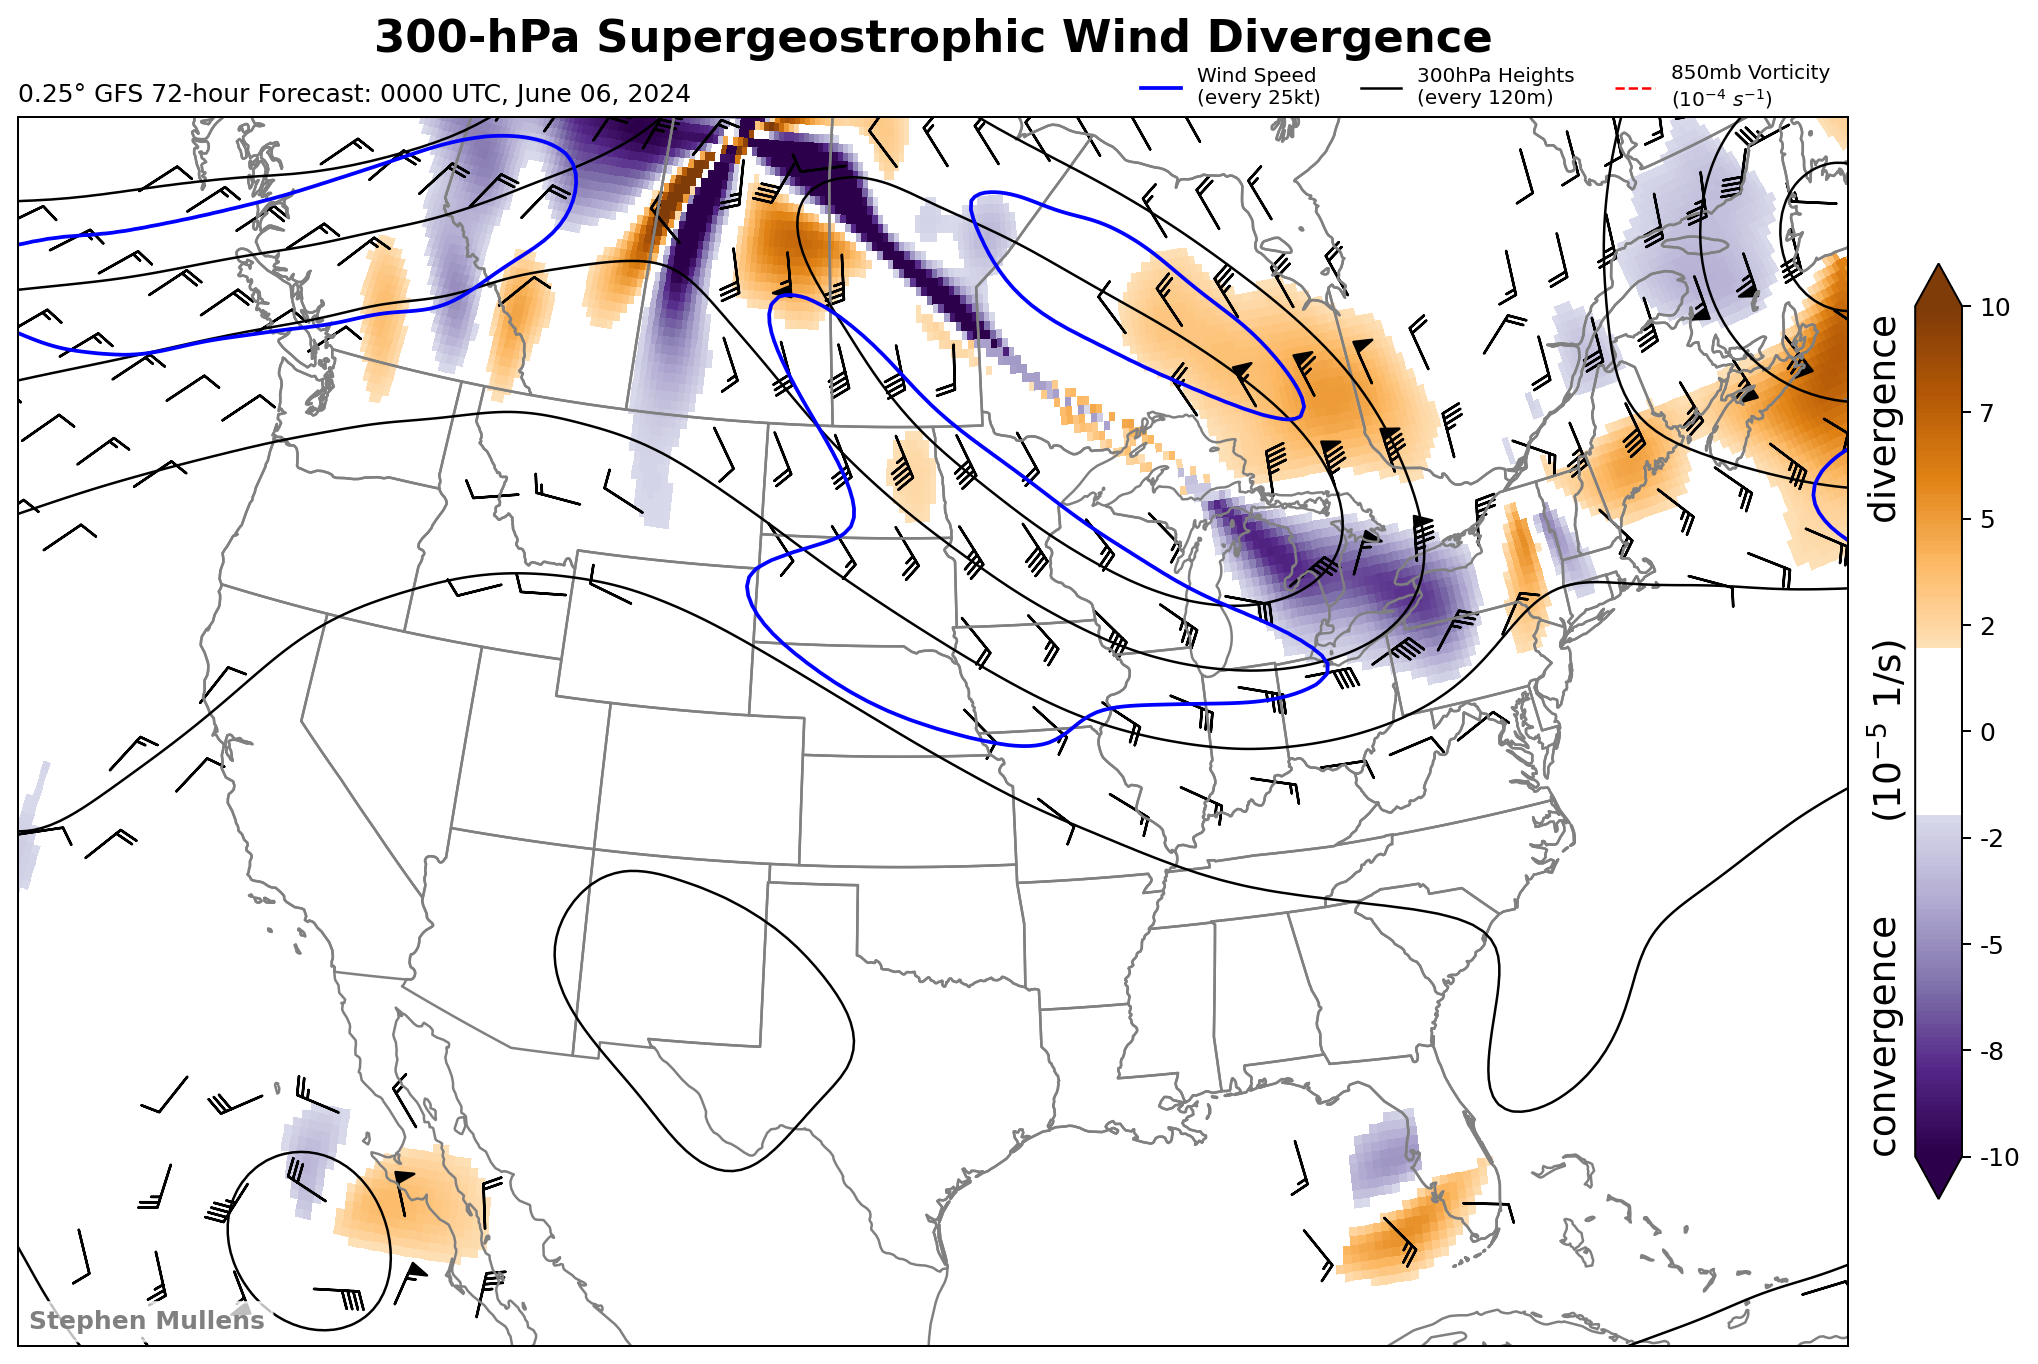 300-hPa Supergeostrophic Wind Divergence
0.25° GFS 72-hour Forecast: 0000 UTC, June 06, 2024
Wind Speed
(every 25kt)
300hPa Heights
(every 120m)
850mb Vorticity
(10⁻⁴ s⁻¹)
10
7
5
2
0
-2
-5
-8
-10
convergence (10⁻⁵ 1/s) divergence
Stephen Mullens